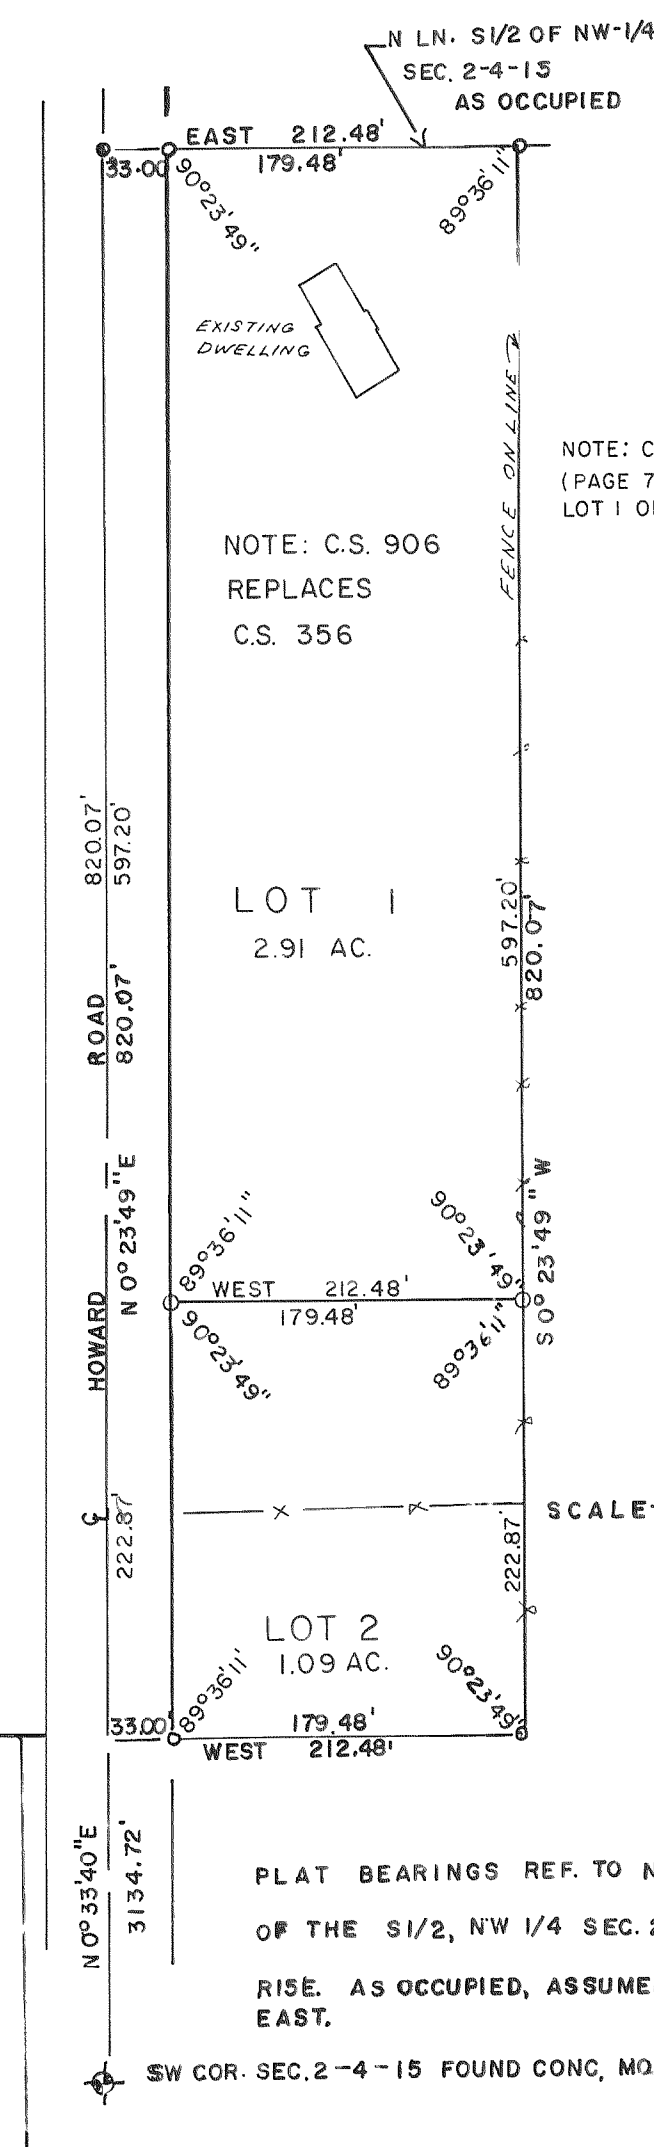 N LN. S1/2 OF NW-1/4
SEC. 2-4-15
AS OCCUPIED
EAST 212.48'
33.00
179.48'
90°23'49"
89°36'11"
EXISTING
DWELLING
FENCE ON LINE
NOTE: C
(PAGE 7
LOT 1 O
NOTE: C.S. 906
REPLACES
C.S. 356
820.07'
597.20'
LOT 1
2.91 AC.
597.20'
820.07'
ROAD
820.07'
N 0°23'49"E
S 0° 23'49" W
89°36'11"
90°23'49"
WEST 212.48'
179.48'
HOWARD
90°23'49"
89°36'11"
222.87'
SCALE
222.87'
LOT 2
1.09 AC.
89°36'11'
90°23'49"
33.00'
179.48'
WEST 212.48'
N 0°33'40"E
3134.72'
PLAT BEARINGS REF. TO N
OF THE S1/2, NW 1/4 SEC. 2
RISE. AS OCCUPIED, ASSUME
EAST.
SW COR. SEC. 2-4-15 FOUND CONC. MO